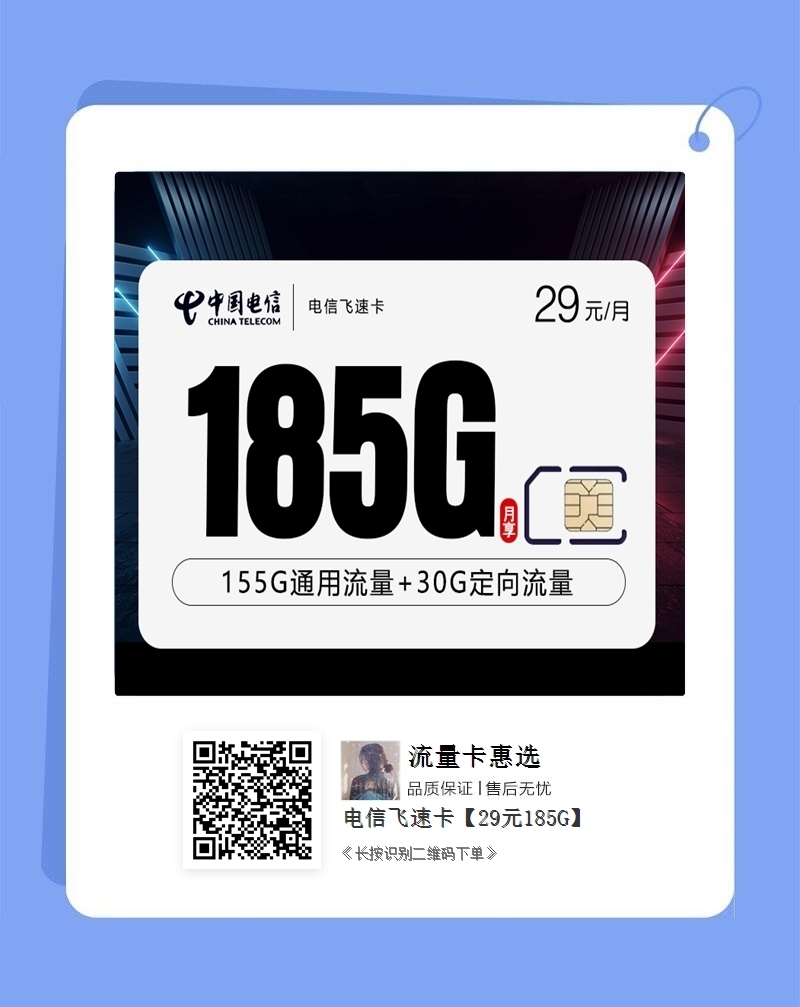 中国电信
CHINA TELECOM
电信飞速卡
29元/月
185G
月享
155G通用流量+30G定向流量
流量卡惠选
品质保证 | 售后无忧
电信飞速卡【29元185G】
《长按识别二维码下单》